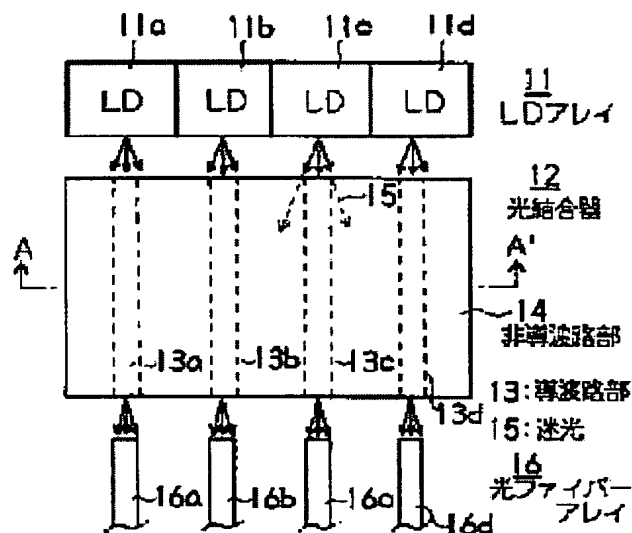 11a 11b 11c 11d
LD LD LD LD
11
LDアレイ
12
光結合器
15
A A'
14
非導波路部
13a 13b 13c 13d
13:導波路部
15:迷光
16
光ファイバー
アレイ
16a 16b 16c 16d